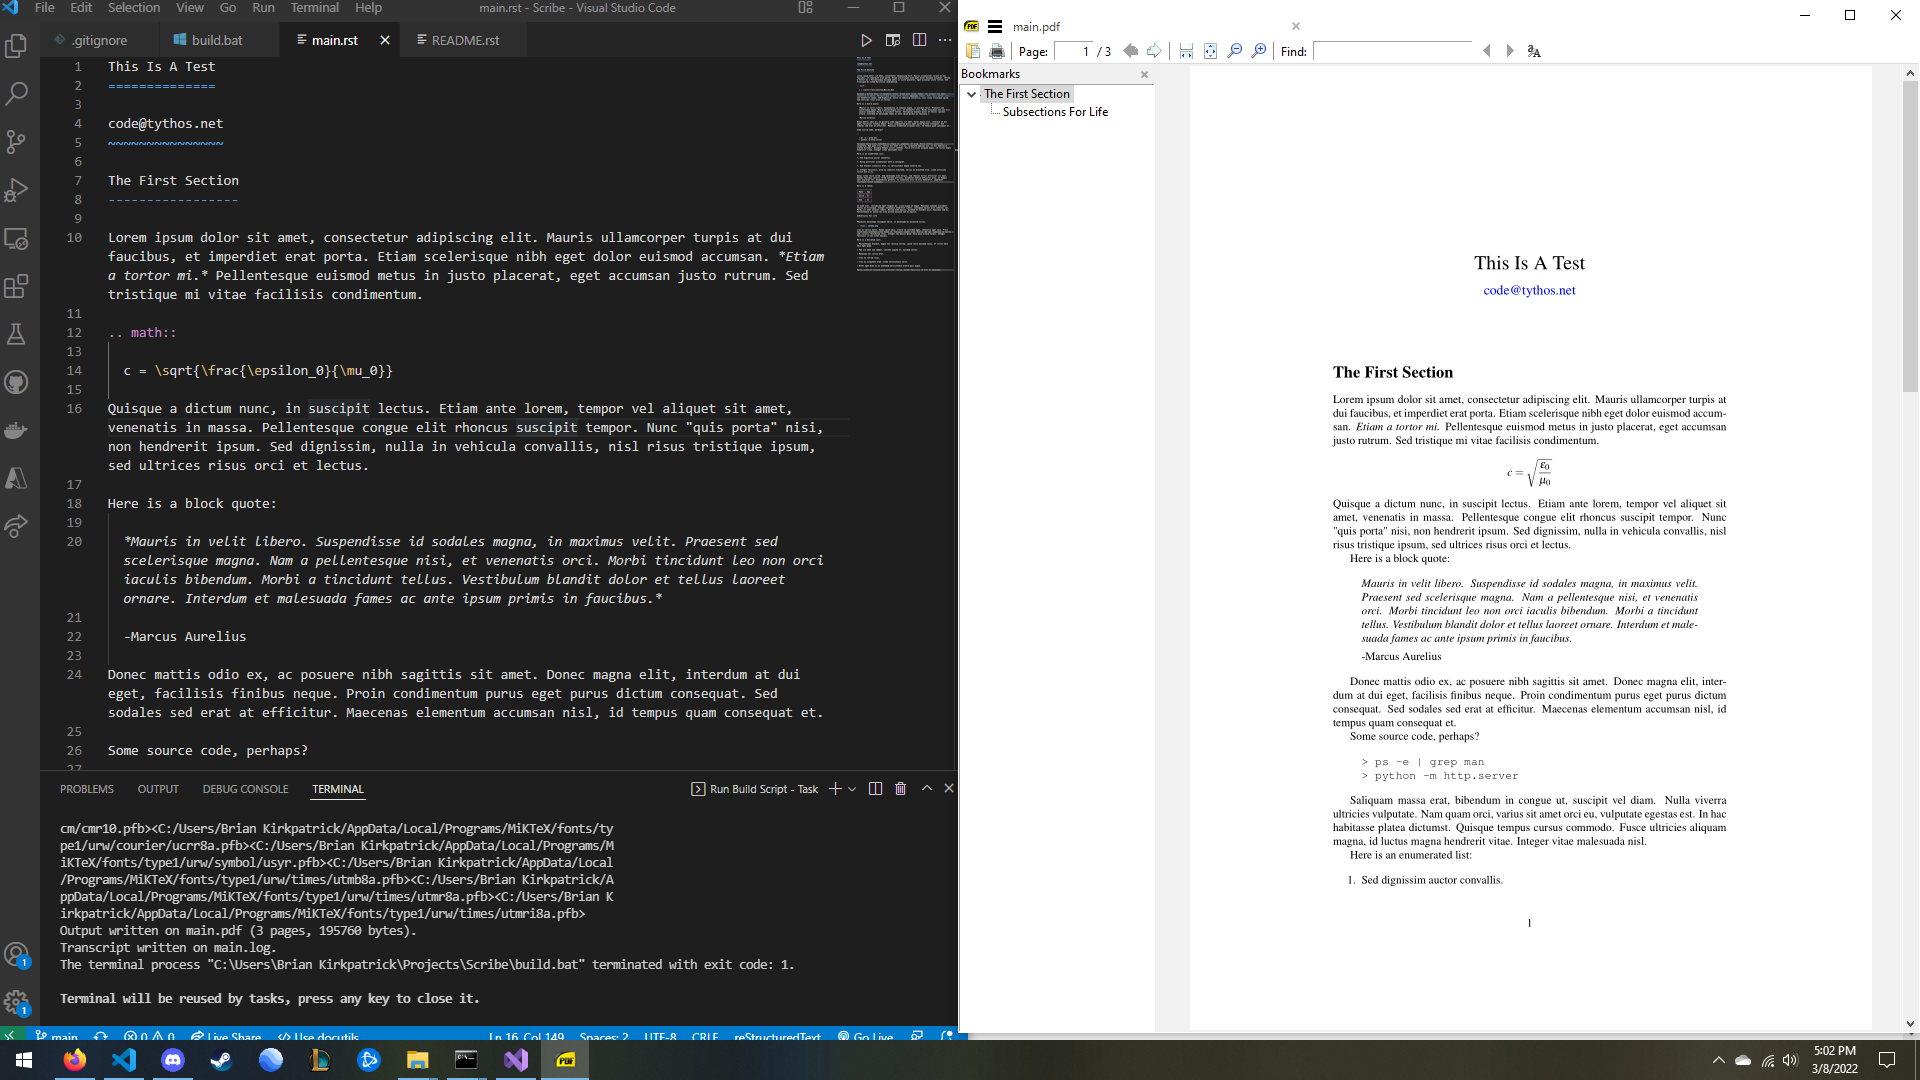 File Edit Selection View Go Run Terminal Help main.rst - Scribe - Visual Studio Code
.gitignore build.bat main.rst README.rst
1 This Is A Test
2 ==============
3
4 code@tythos.net
5 ~~~~~~~~~~~~~~~
6
7 The First Section
8 -----------------
9
10 Lorem ipsum dolor sit amet, consectetur adipiscing elit. Mauris ullamcorper turpis at dui
faucibus, et imperdiet erat porta. Etiam scelerisque nibh eget dolor euismod accumsan. *Etiam
a tortor mi.* Pellentesque euismod metus in justo placerat, eget accumsan justo rutrum. Sed
tristique mi vitae facilisis condimentum.
11
12 .. math::
13
14 c = \sqrt{\frac{\epsilon_0}{\mu_0}}
15
16 Quisque a dictum nunc, in suscipit lectus. Etiam ante lorem, tempor vel aliquet sit amet,
venenatis in massa. Pellentesque congue elit rhoncus suscipit tempor. Nunc "quis porta" nisi,
non hendrerit ipsum. Sed dignissim, nulla in vehicula convallis, nisl risus tristique ipsum,
sed ultrices risus orci et lectus.
17
18 Here is a block quote:
19
20 *Mauris in velit libero. Suspendisse id sodales magna, in maximus velit. Praesent sed
scelerisque magna. Nam a pellentesque nisi, et venenatis orci. Morbi tincidunt leo non orci
iaculis bibendum. Morbi a tincidunt tellus. Vestibulum blandit dolor et tellus laoreet
ornare. Interdum et malesuada fames ac ante ipsum primis in faucibus.*
21
22 -Marcus Aurelius
23
24 Donec mattis odio ex, ac posuere nibh sagittis sit amet. Donec magna elit, interdum at dui
eget, facilisis finibus neque. Proin condimentum purus eget purus dictum consequat. Sed
sodales sed erat at efficitur. Maecenas elementum accumsan nisl, id tempus quam consequat et.
25
26 Some source code, perhaps?
27
PROBLEMS OUTPUT DEBUG CONSOLE TERMINAL Run Build Script - Task
cm/cmr10.pfb><C:/Users/Brian Kirkpatrick/AppData/Local/Programs/MiKTeX/fonts/ty
pe1/urw/courier/ucrr8a.pfb><C:/Users/Brian Kirkpatrick/AppData/Local/Programs/M
iKTeX/fonts/type1/urw/symbol/usyr.pfb><C:/Users/Brian Kirkpatrick/AppData/Local
/Programs/MiKTeX/fonts/type1/urw/times/utmb8a.pfb><C:/Users/Brian Kirkpatrick/A
ppData/Local/Programs/MiKTeX/fonts/type1/urw/times/utmr8a.pfb><C:/Users/Brian K
irkpatrick/AppData/Local/Programs/MiKTeX/fonts/type1/urw/times/utmri8a.pfb>
Output written on main.pdf (3 pages, 195760 bytes).
Transcript written on main.log.
The terminal process "C:\Users\Brian Kirkpatrick\Projects\Scribe\build.bat" terminated with exit code: 1.
Terminal will be reused by tasks, press any key to close it.
1
1
main 0 0 Live Share Use docutils Ln 16, Col 149 Spaces: 2 UTF-8 CRLF reStructuredText Go Live
PDF main.pdf
Page: 1 / 3 Find:
Bookmarks
The First Section
Subsections For Life
This Is A Test
code@tythos.net
The First Section
Lorem ipsum dolor sit amet, consectetur adipiscing elit. Mauris ullamcorper turpis at
dui faucibus, et imperdiet erat porta. Etiam scelerisque nibh eget dolor euismod accum-
san. Etiam a tortor mi. Pellentesque euismod metus in justo placerat, eget accumsan
justo rutrum. Sed tristique mi vitae facilisis condimentum.
c = √(ε0/μ0)
Quisque a dictum nunc, in suscipit lectus. Etiam ante lorem, tempor vel aliquet sit
amet, venenatis in massa. Pellentesque congue elit rhoncus suscipit tempor. Nunc
"quis porta" nisi, non hendrerit ipsum. Sed dignissim, nulla in vehicula convallis, nisl
risus tristique ipsum, sed ultrices risus orci et lectus.
Here is a block quote:
Mauris in velit libero. Suspendisse id sodales magna, in maximus velit.
Praesent sed scelerisque magna. Nam a pellentesque nisi, et venenatis
orci. Morbi tincidunt leo non orci iaculis bibendum. Morbi a tincidunt
tellus. Vestibulum blandit dolor et tellus laoreet ornare. Interdum et male-
suada fames ac ante ipsum primis in faucibus.
-Marcus Aurelius
Donec mattis odio ex, ac posuere nibh sagittis sit amet. Donec magna elit, inter-
dum at dui eget, facilisis finibus neque. Proin condimentum purus eget purus dictum
consequat. Sed sodales sed erat at efficitur. Maecenas elementum accumsan nisl, id
tempus quam consequat et.
Some source code, perhaps?
> ps -e | grep man
> python -m http.server
Saliquam massa erat, bibendum in congue ut, suscipit vel diam. Nulla viverra
ultricies vulputate. Nam quam orci, varius sit amet orci eu, vulputate egestas est. In hac
habitasse platea dictumst. Quisque tempus cursus commodo. Fusce ultricies aliquam
magna, id luctus magna hendrerit vitae. Integer vitae malesuada nisl.
Here is an enumerated list:
1. Sed dignissim auctor convallis.
1
PDF
5:02 PM
3/8/2022